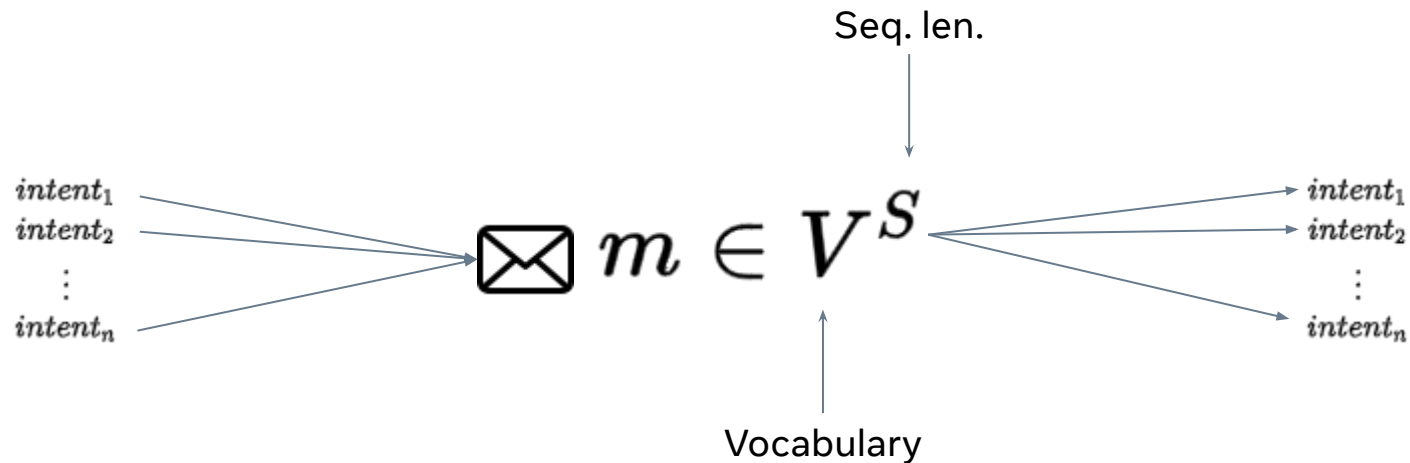 Seq. len.
intent₁
intent₂
⋮
intentₙ
m ∈ V^S
intent₁
intent₂
⋮
intentₙ
Vocabulary